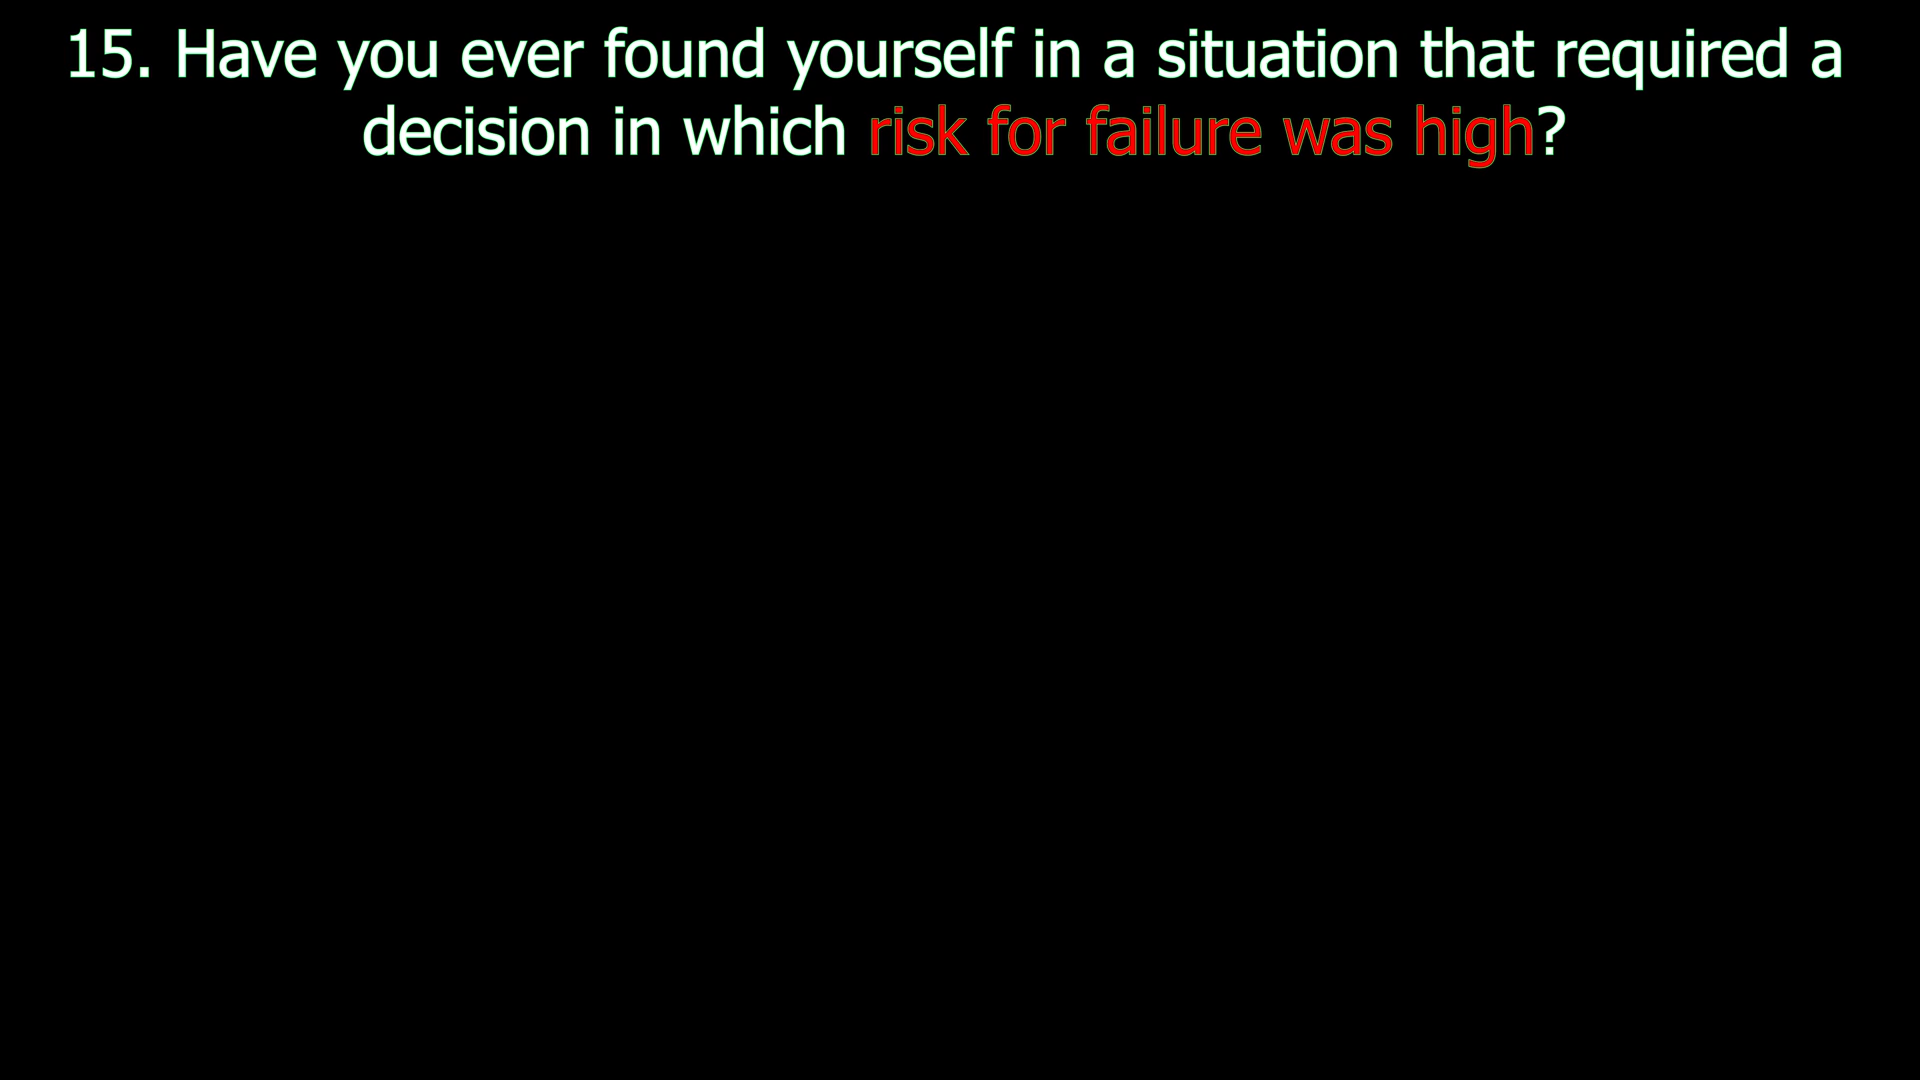 15. Have you ever found yourself in a situation that required a
decision in which risk for failure was high?